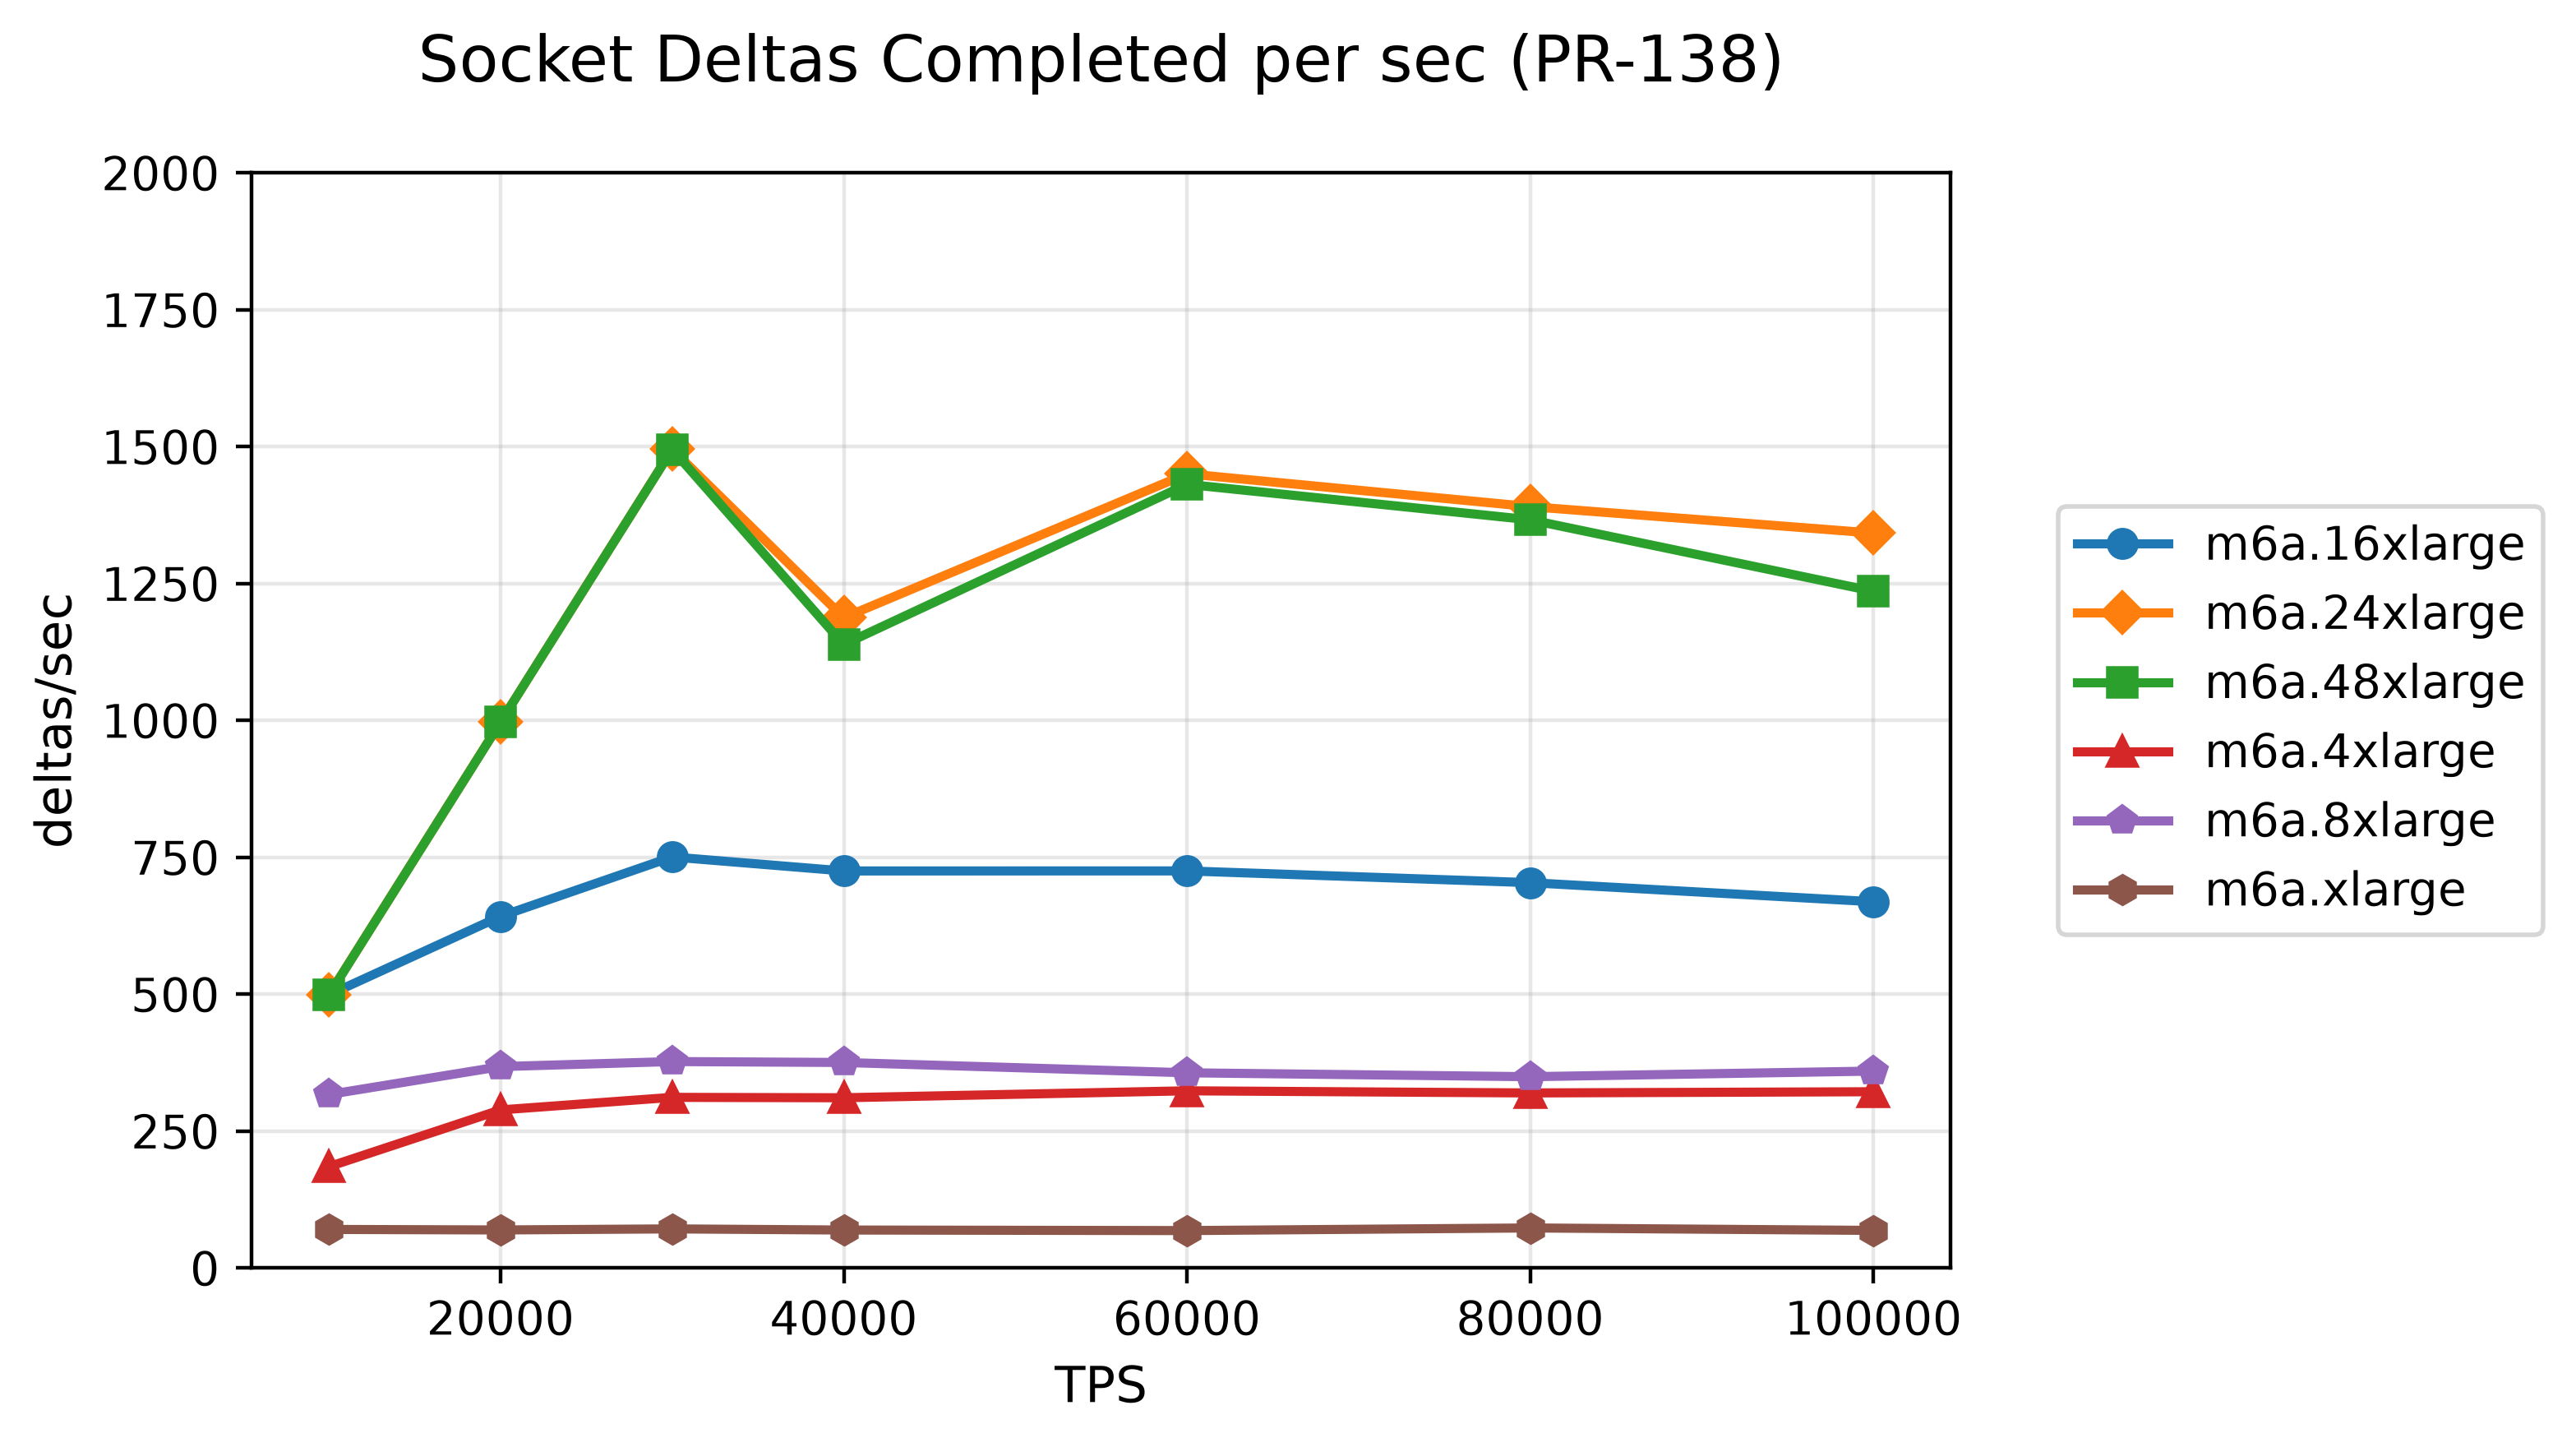 Socket Deltas Completed per sec (PR-138)
2000
1750
1500
1250
1000
750
500
250
0
deltas/sec
20000 40000 60000 80000 100000
TPS
m6a.16xlarge
m6a.24xlarge
m6a.48xlarge
m6a.4xlarge
m6a.8xlarge
m6a.xlarge